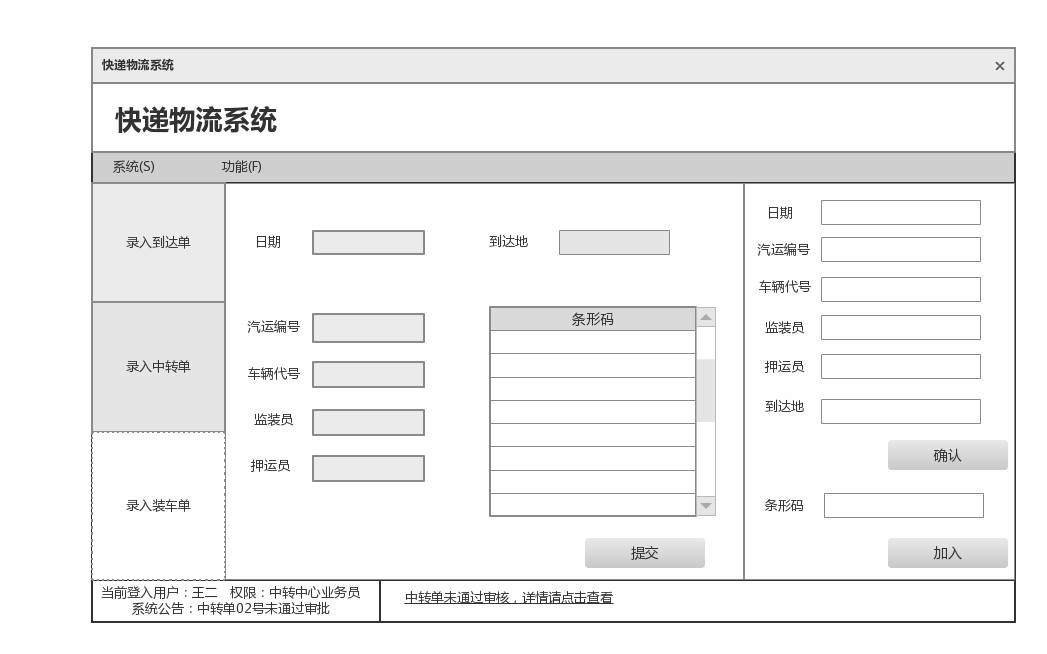 快递物流系统
×
快递物流系统
系统(S) 功能(F)
录入到达单
录入中转单
录入装车单
日期 到达地
汽运编号
车辆代号
监装员
押运员
条形码
提交
日期
汽运编号
车辆代号
监装员
押运员
到达地
确认
条形码
加入
当前登入用户：王二 权限：中转中心业务员
系统公告：中转单02号未通过审批
中转单未通过审核，详情请点击查看